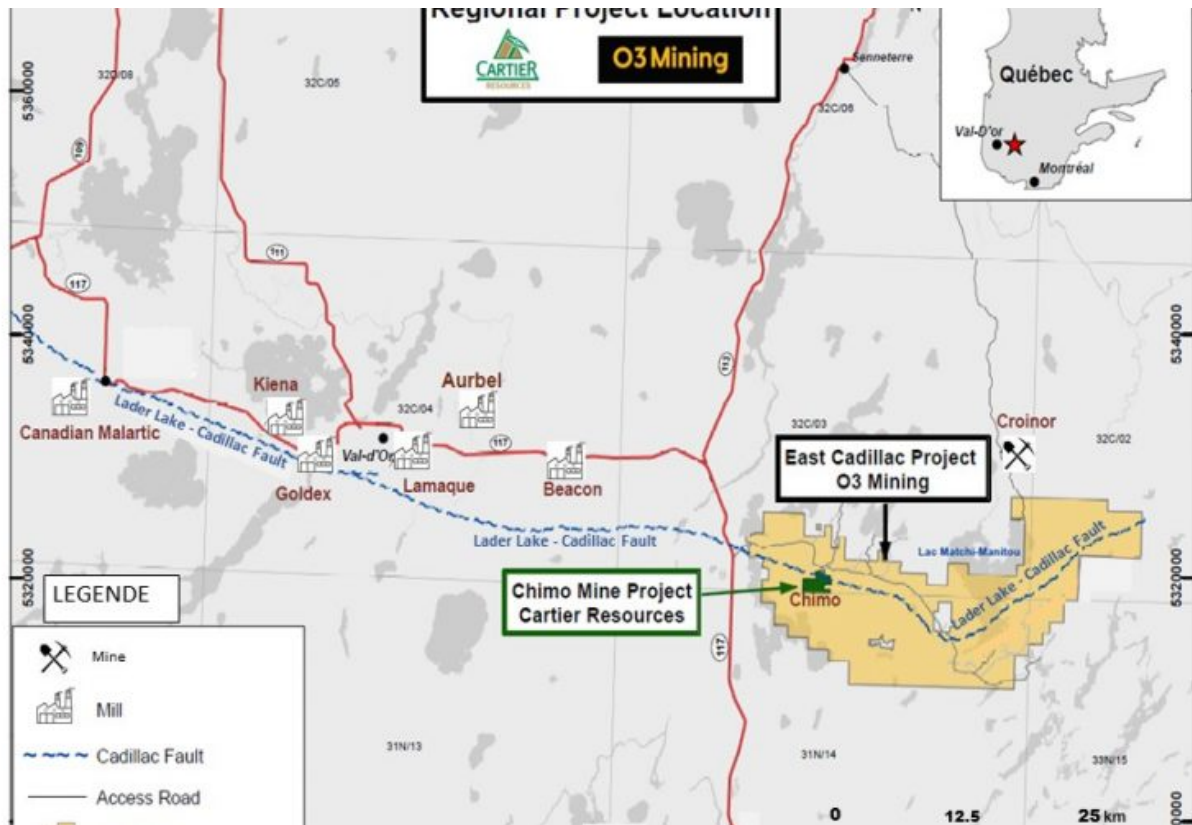 Regional Project Location
CARTIER
RESOURCES
O3 Mining
Québec
Val-D'or
Montréal
Senneterre
32D/08
32C/05
32C/06
5360000
109
111
117
113
5340000
5340000
Kiena
Aurbel
32C/04
32C/03
Croinor
32C/02
Canadian Malartic
Lader Lake - Cadillac Fault
Val-d'Or
117
Goldex
Lamaque
Beacon
East Cadillac Project
O3 Mining
Lader Lake - Cadillac Fault
Lac Matchi-Manitou
Lader Lake - Cadillac Fault
5320000
5320000
LEGENDE
Chimo Mine Project
Cartier Resources
Chimo
117
Mine
Mill
Cadillac Fault
Access Road
31N/13
31N/14
33N/15
0 12.5 25 km